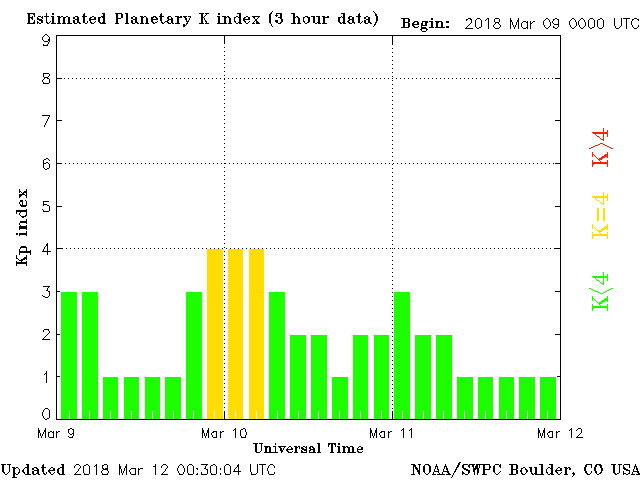 Estimated Planetary K index (3 hour data) Begin: 2018 Mar 09 0000 UTC
9
8
7
6
5
4
3
2
1
0
Kp index
K>4
K=4
K<4
Mar 9 Mar 10 Mar 11 Mar 12
Universal Time
Updated 2018 Mar 12 00:30:04 UTC NOAA/SWPC Boulder, CO USA